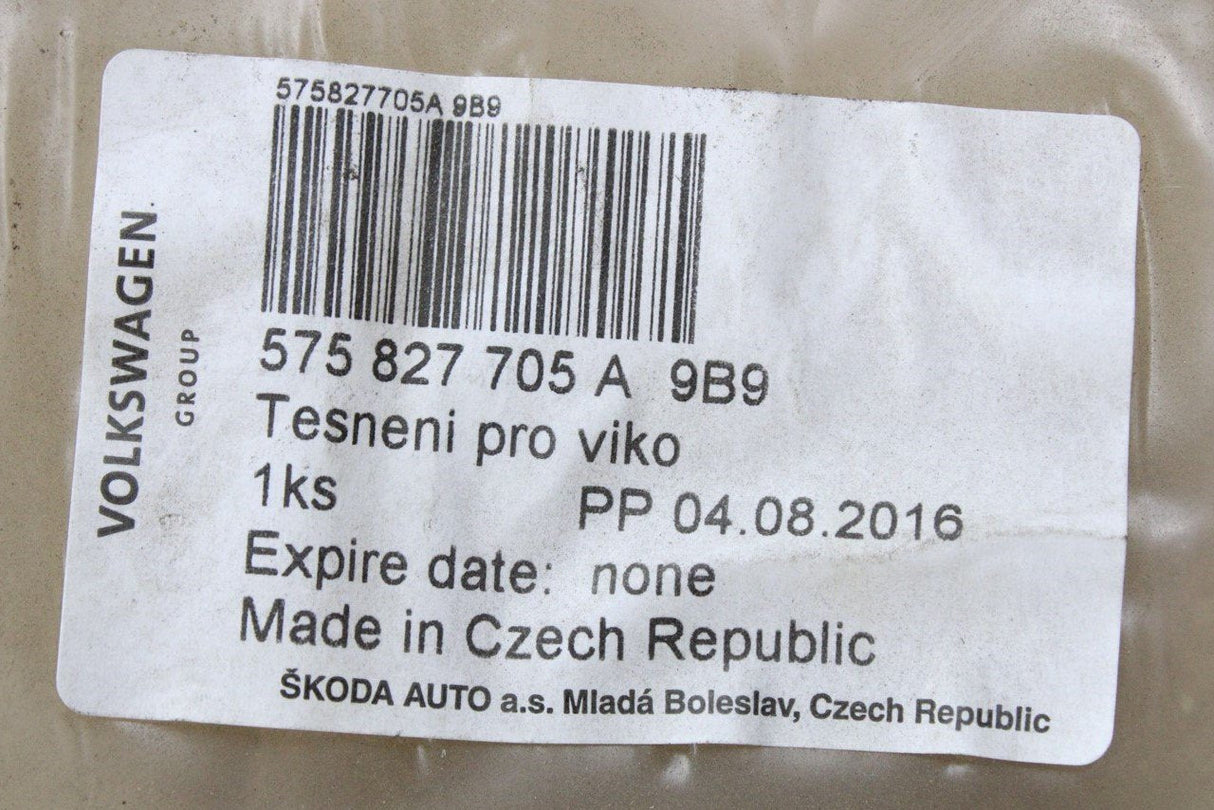 575827705A 9B9
VOLKSWAGEN
GROUP
575 827 705 A 9B9
Tesneni pro viko
1ks PP 04.08.2016
Expire date: none
Made in Czech Republic
ŠKODA AUTO a.s. Mladá Boleslav, Czech Republic